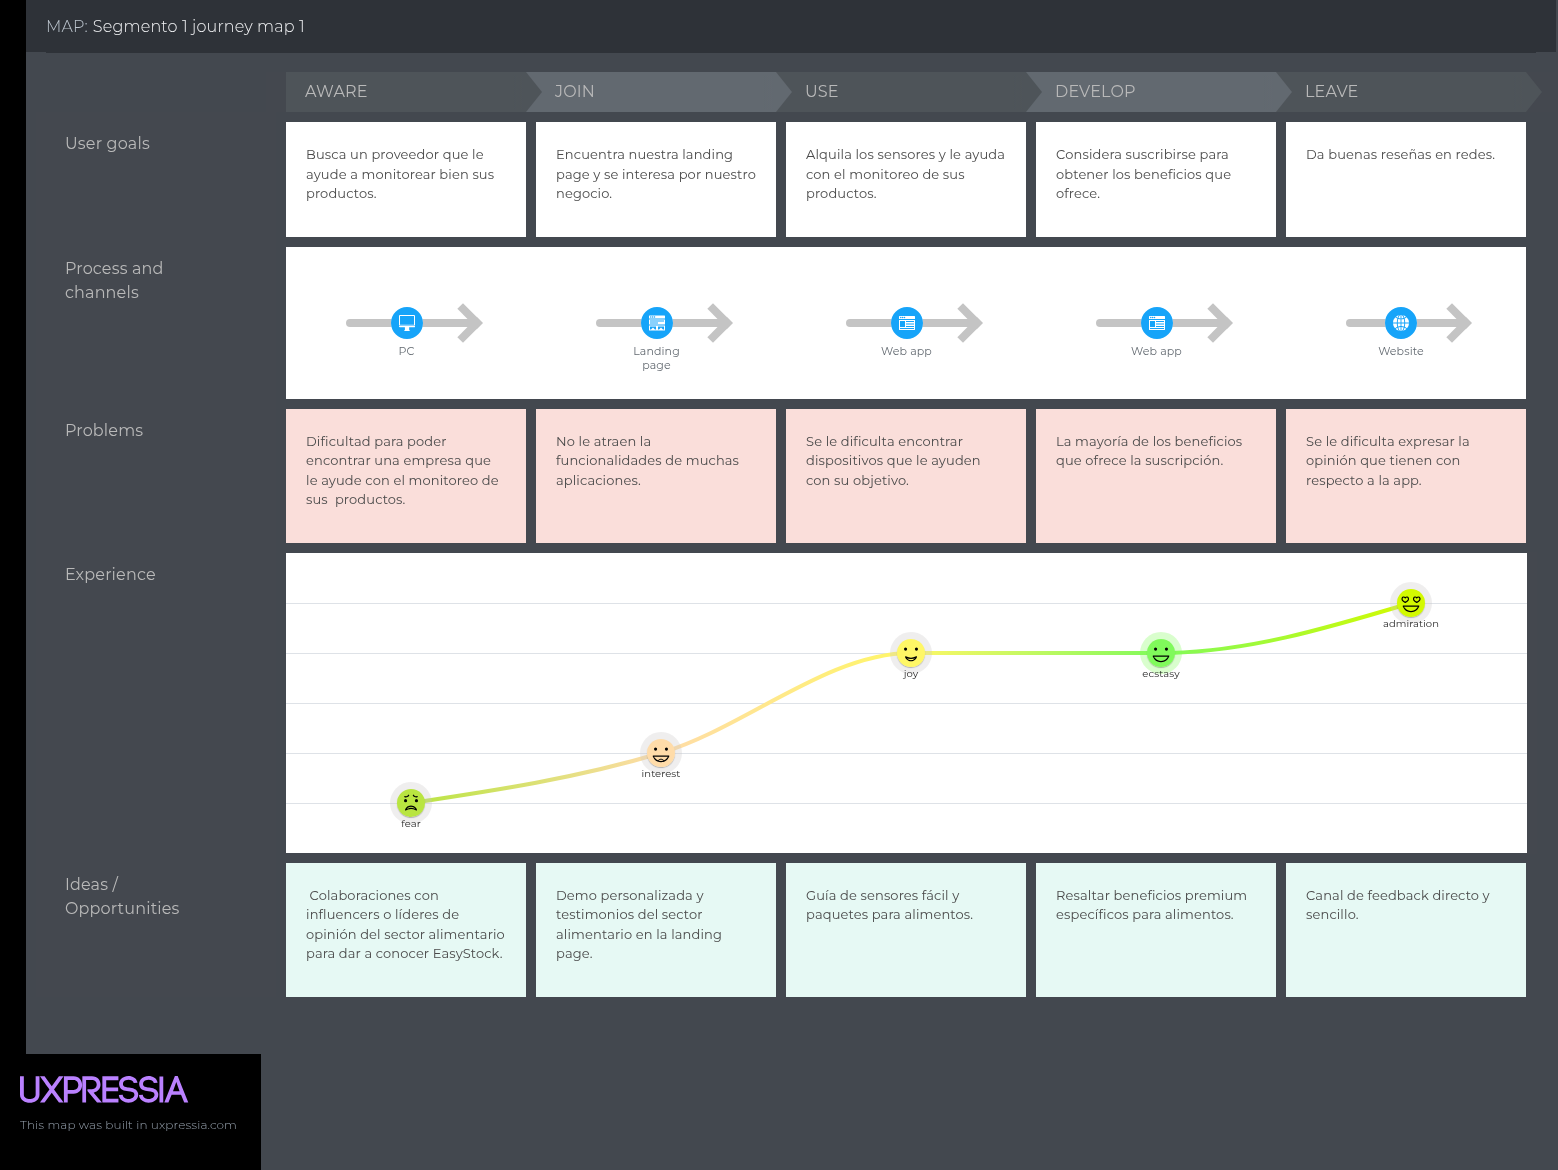 MAP: Segmento 1 journey map 1
AWARE
JOIN
USE
DEVELOP
LEAVE
User goals
Busca un proveedor que le
ayude a monitorear bien sus
productos.
Encuentra nuestra landing
page y se interesa por nuestro
negocio.
Alquila los sensores y le ayuda
con el monitoreo de sus
productos.
Considera suscribirse para
obtener los beneficios que
ofrece.
Da buenas reseñas en redes.
Process and
channels
PC
Landing
page
Web app
Web app
Website
Problems
Dificultad para poder
encontrar una empresa que
le ayude con el monitoreo de
sus  productos.
No le atraen la
funcionalidades de muchas
aplicaciones.
Se le dificulta encontrar
dispositivos que le ayuden
con su objetivo.
La mayoría de los beneficios
que ofrece la suscripción.
Se le dificulta expresar la
opinión que tienen con
respecto a la app.
Experience
fear
interest
joy
ecstasy
admiration
Ideas /
Opportunities
Colaboraciones con
influencers o líderes de
opinión del sector alimentario
para dar a conocer EasyStock.
Demo personalizada y
testimonios del sector
alimentario en la landing
page.
Guía de sensores fácil y
paquetes para alimentos.
Resaltar beneficios premium
específicos para alimentos.
Canal de feedback directo y
sencillo.
UXPRESSIA
This map was built in uxpressia.com